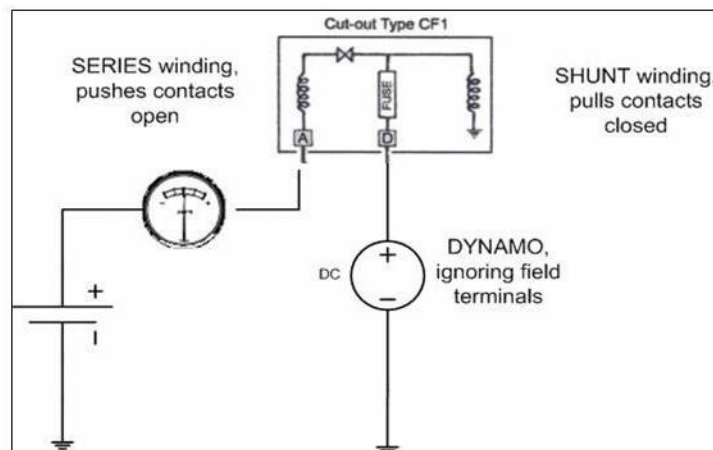 Cut-out Type CF1
SERIES winding,
pushes contacts
open
SHUNT winding,
pulls contacts
closed
FUSE
A
D
+
-
DC
DYNAMO,
ignoring field
terminals
+